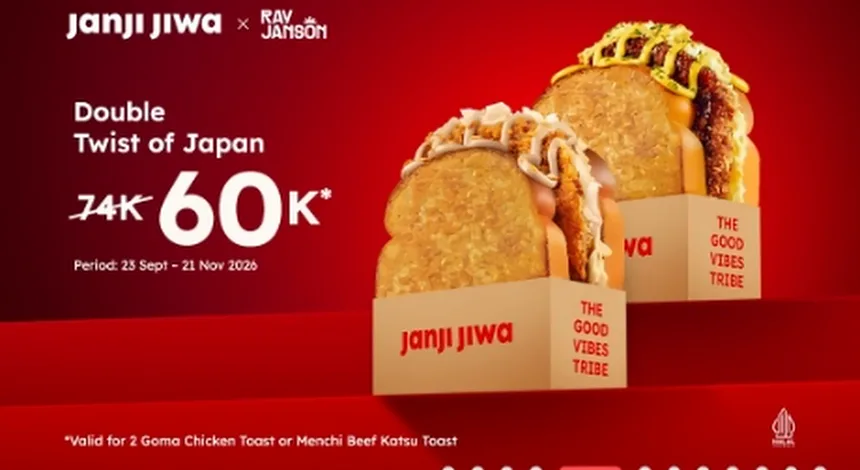 Janji Jiwa × RAY JANSON
Double
Twist of Japan
74K 60K*
Period: 23 Sept – 21 Nov 2026
Janji Jiwa
THE
GOOD
VIBES
TRIBE
wa
THE
GOOD
VIBES
TRIBE
*Valid for 2 Goma Chicken Toast or Menchi Beef Katsu Toast
HALAL